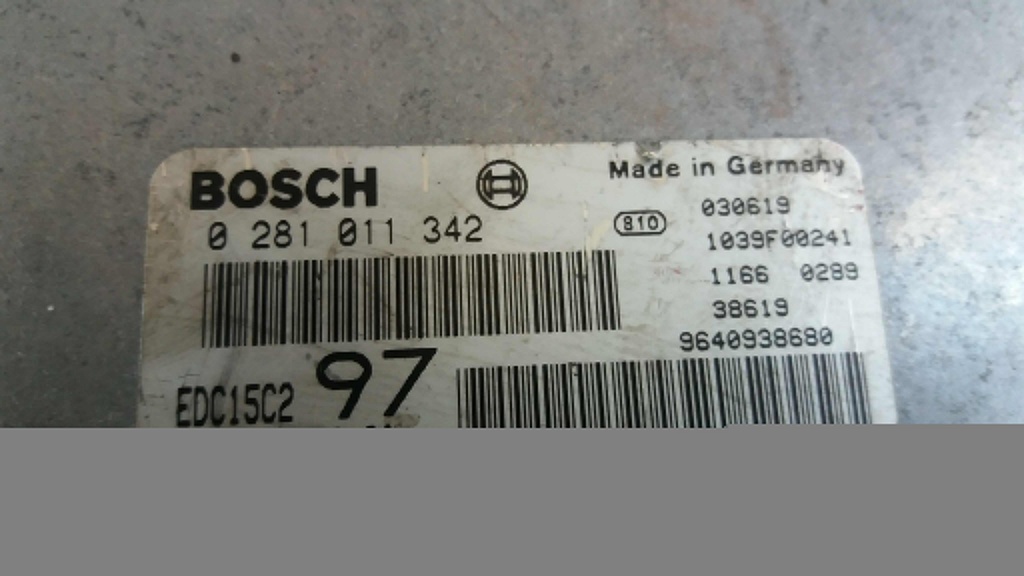 BOSCH
Made in Germany
0 281 011 342
810
030619
1039F00241
1166 0289
38619
9640938680
EDC15C2
97